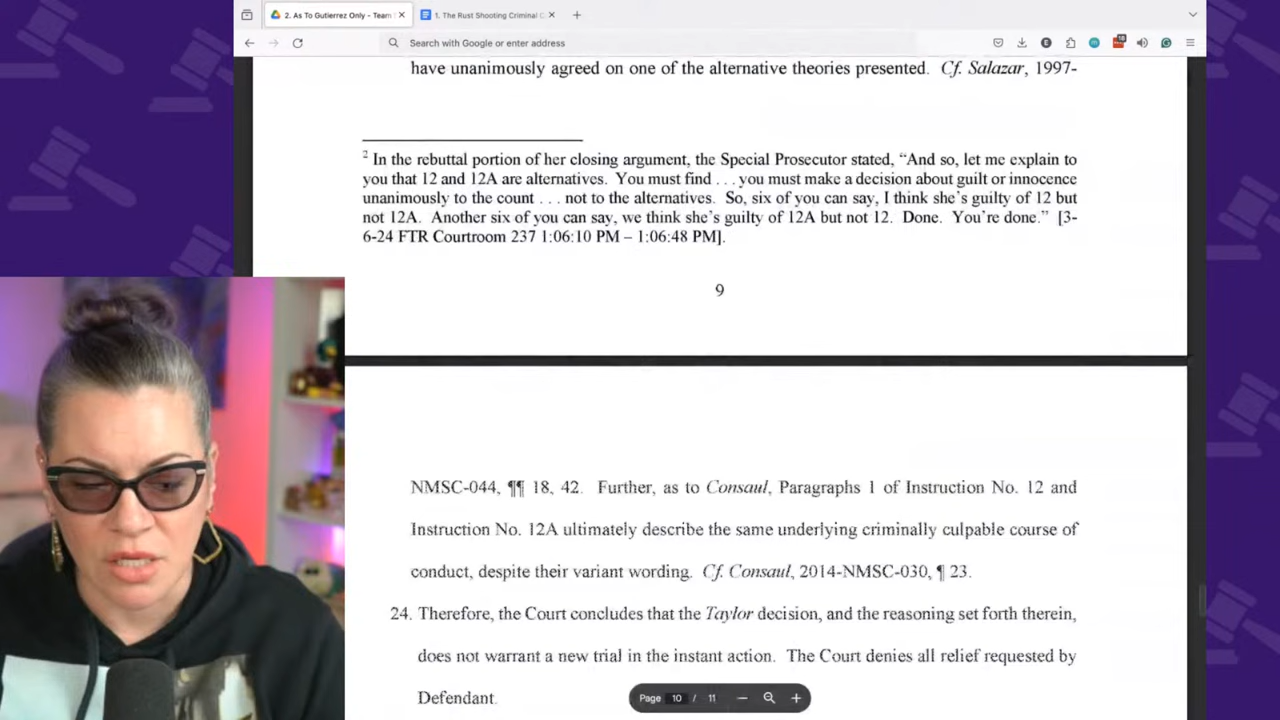 2. As To Gutierrez Only - Team
1. The Rust Shooting Criminal C
Search with Google or enter address
18
have unanimously agreed on one of the alternative theories presented. Cf. Salazar, 1997-
2 In the rebuttal portion of her closing argument, the Special Prosecutor stated, “And so, let me explain to
you that 12 and 12A are alternatives. You must find . . . you must make a decision about guilt or innocence
unanimously to the count . . . not to the alternatives. So, six of you can say, I think she’s guilty of 12 but
not 12A. Another six of you can say, we think she’s guilty of 12A but not 12. Done. You’re done.” [3-
6-24 FTR Courtroom 237 1:06:10 PM – 1:06:48 PM].
9
NMSC-044, ¶¶ 18, 42. Further, as to Consaul, Paragraphs 1 of Instruction No. 12 and
Instruction No. 12A ultimately describe the same underlying criminally culpable course of
conduct, despite their variant wording. Cf. Consaul, 2014-NMSC-030, ¶ 23.
24. Therefore, the Court concludes that the Taylor decision, and the reasoning set forth therein,
does not warrant a new trial in the instant action. The Court denies all relief requested by
Defendant.
Page 10 / 11